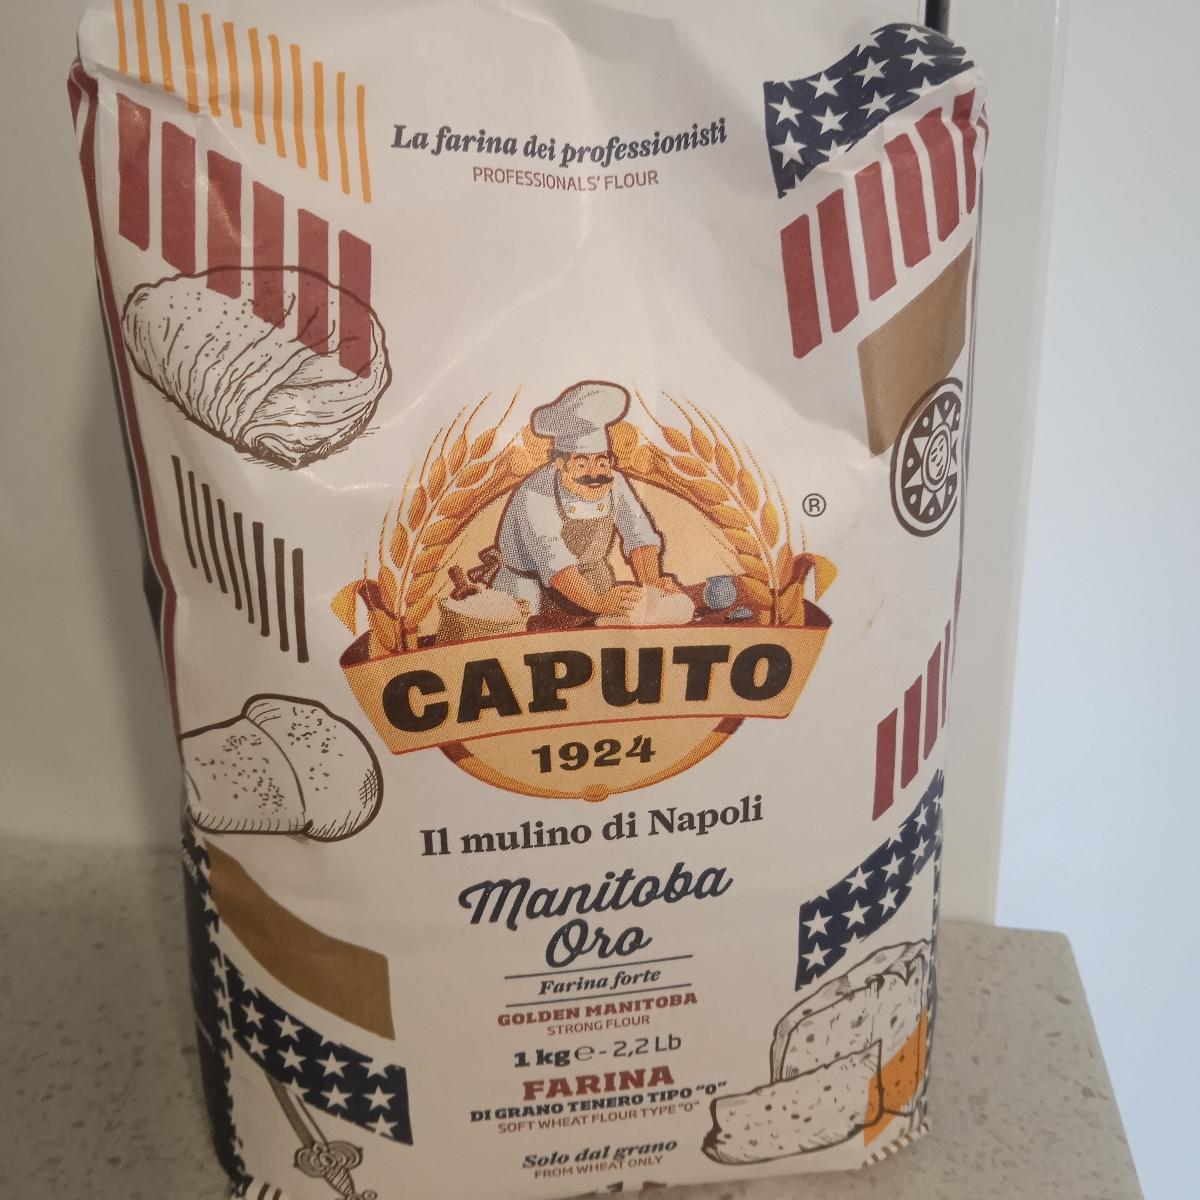 La farina dei professionisti
PROFESSIONALS' FLOUR
®
CAPUTO
1924
Il mulino di Napoli
Manitoba
Oro
Farina forte
GOLDEN MANITOBA
STRONG FLOUR
1 kg ℮ - 2,2 Lb
FARINA
DI GRANO TENERO TIPO "0"
SOFT WHEAT FLOUR TYPE "0"
Solo dal grano
FROM WHEAT ONLY